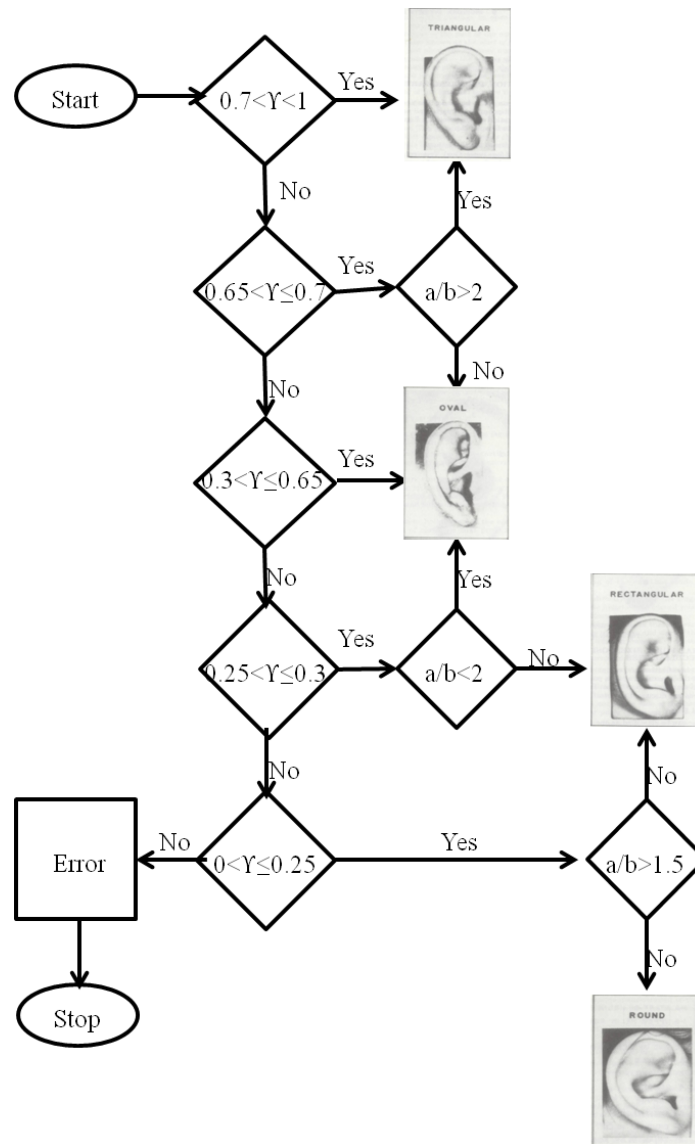 TRIANGULAR
Start
0.7<ϒ<1
Yes
No
Yes
0.65<ϒ≤0.7
Yes
a/b>2
No
No
OVAL
0.3<ϒ≤0.65
Yes
No
Yes
RECTANGULAR
0.25<ϒ≤0.3
Yes
a/b<2
No
No
No
Error
No
0<ϒ≤0.25
Yes
a/b>1.5
No
Stop
ROUND